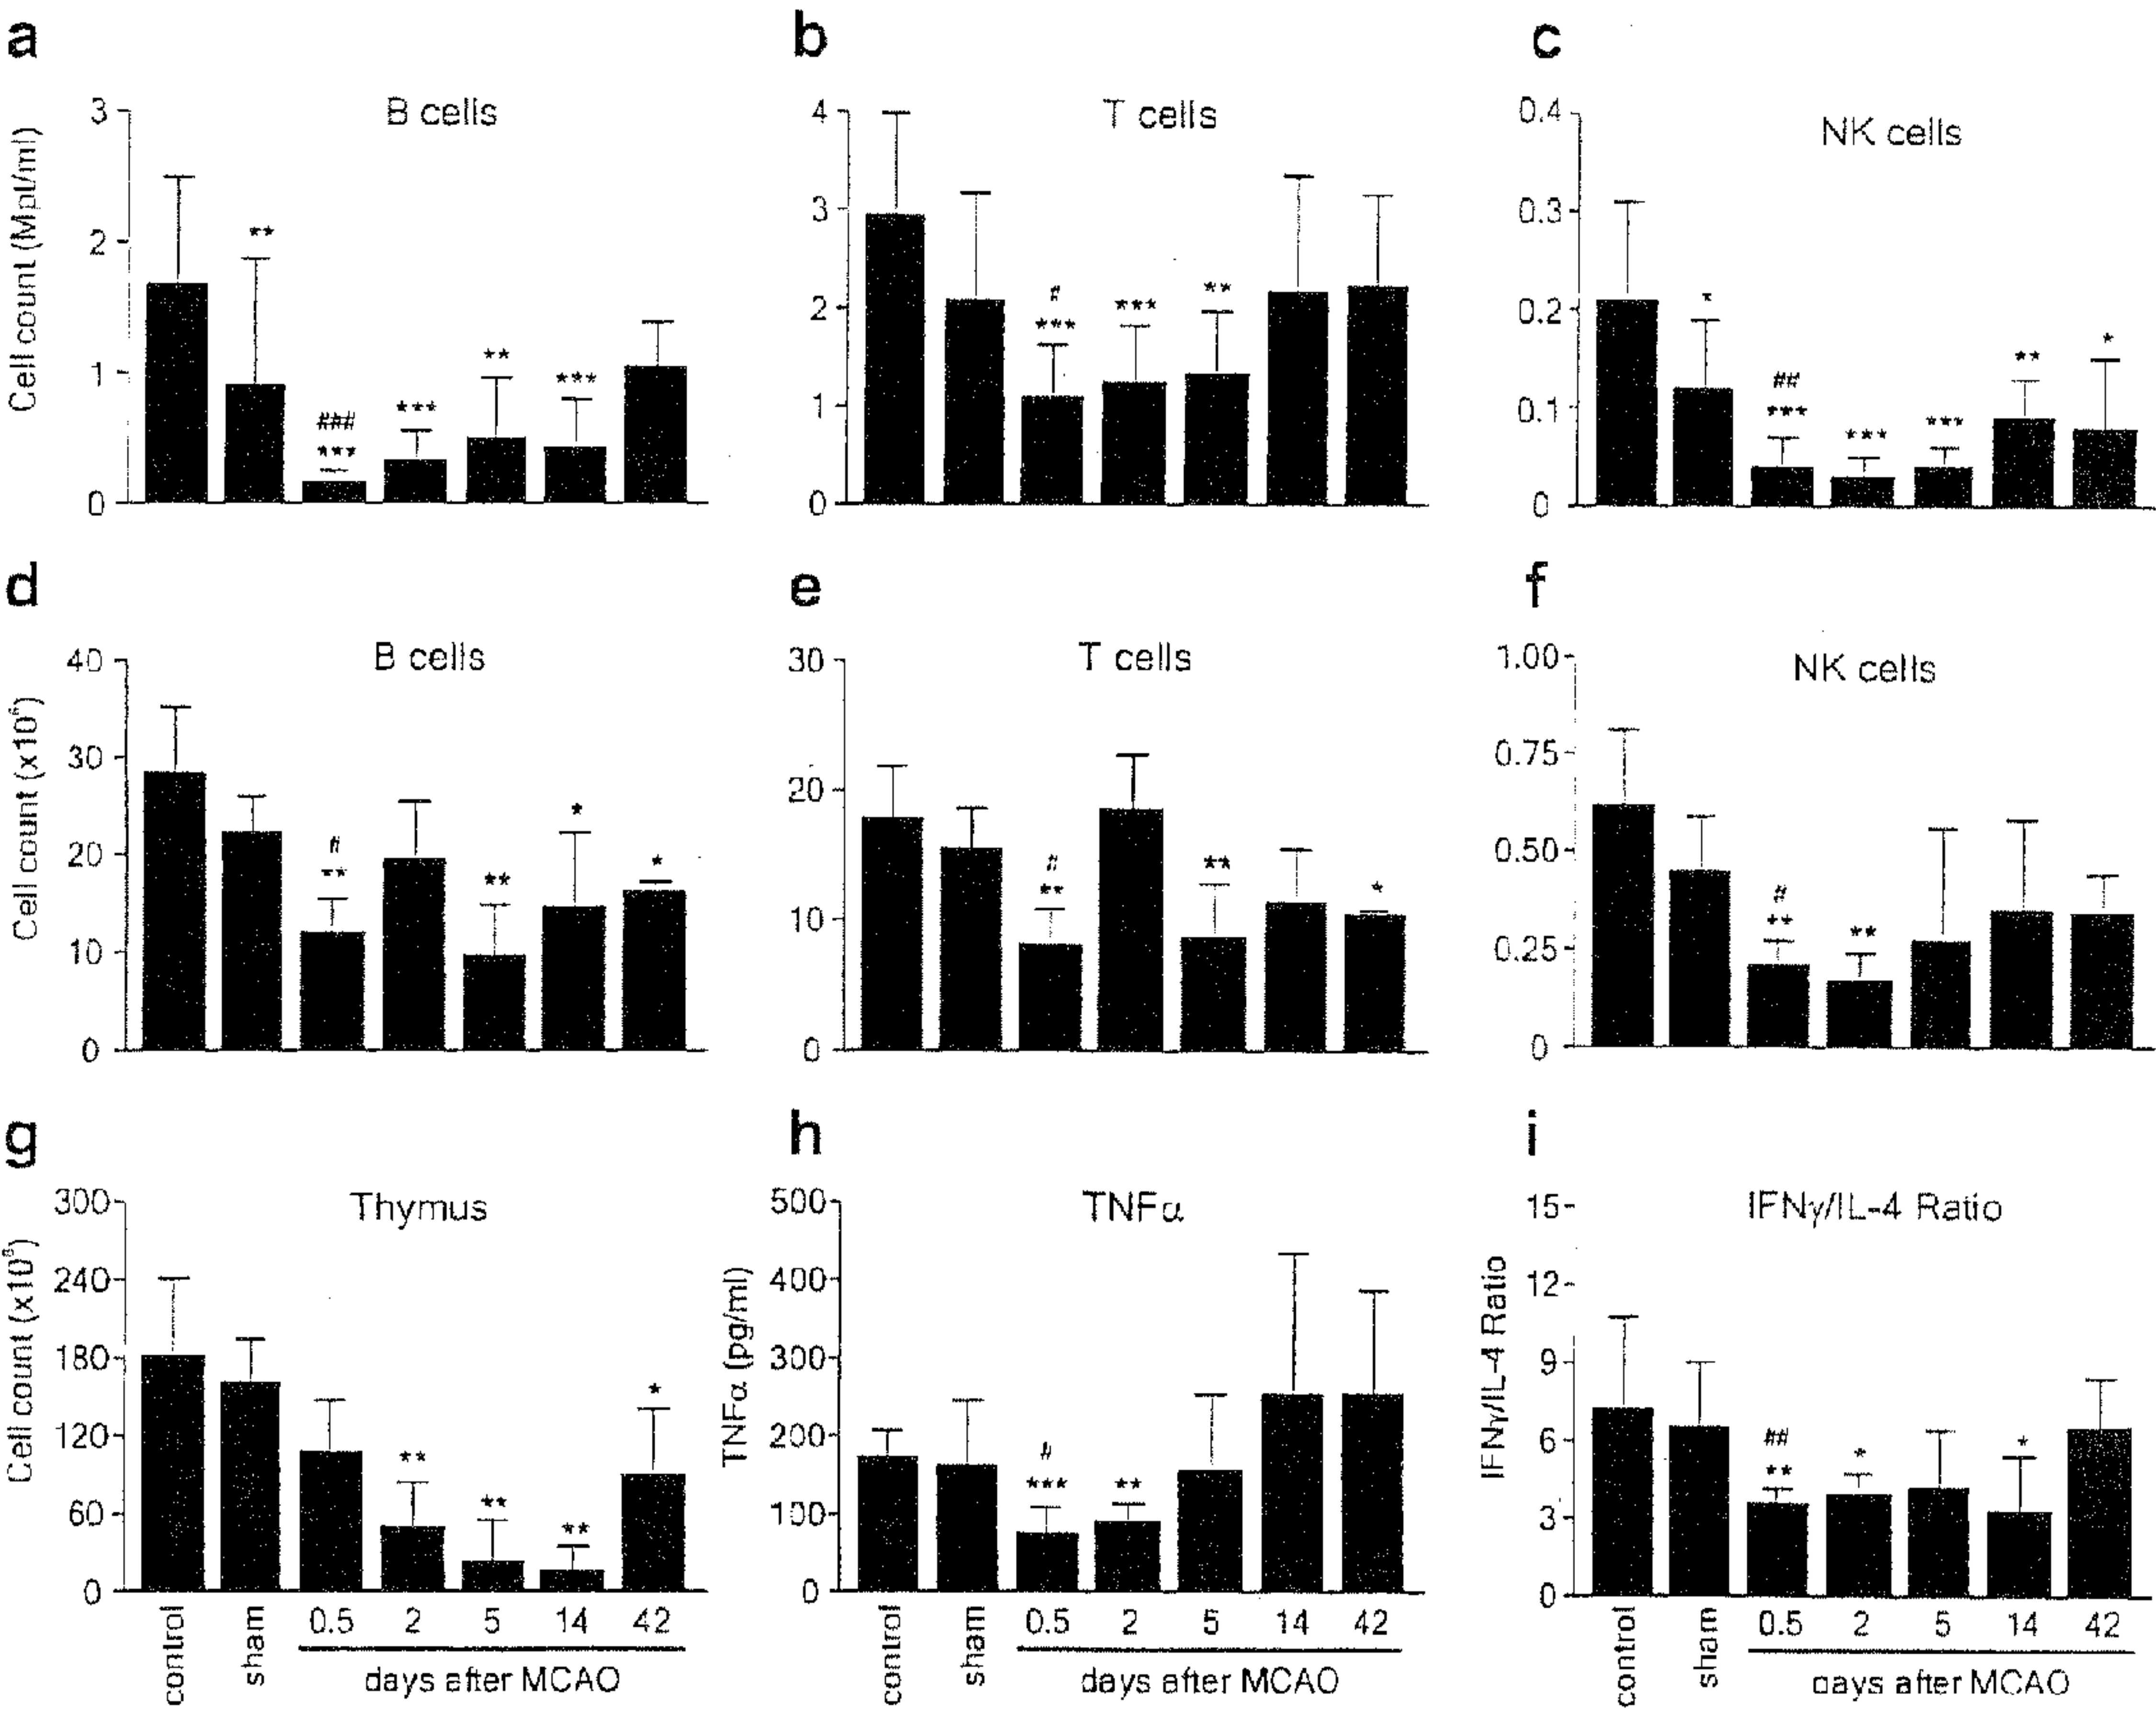 a
B cells
Cell count (Mpt/ml)
3
2
1
0
**
###
***
***
**
***
b
T cells
4
3
2
1
0
#
***
***
**
c
NK cells
0.4
0.3
0.2
0.1
0
*
##
***
***
***
**
*
d
B cells
Cell count (x10⁶)
40
30
20
10
0
#
**
**
*
*
e
T cells
30
20
10
0
#
**
**
*
f
NK cells
1.00
0.75
0.50
0.25
0
#
**
**
g
Thymus
300
240
180
120
60
0
**
**
**
*
control
sham
0.5 2 5 14 42
days after MCAO
h
TNFα
TNFα (pg/ml)
500
400
300
200
100
0
#
***
**
control
sham
0.5 2 5 14 42
days after MCAO
i
IFNγ/IL-4 Ratio
IFNγ/IL-4 Ratio
15
12
9
6
3
0
##
**
*
*
control
sham
0.5 2 5 14 42
days after MCAO